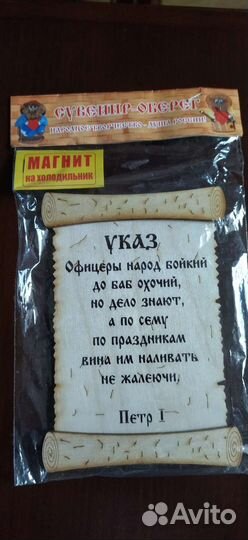 СУВЕНИР-ОБЕРЕГ
НАРОДНОЕ ТВОРЧЕСТВО - ДУША РОССИИ!
МАГНИТ
НА ХОЛОДИЛЬНИК
УКАЗ
Офицеры народ бойкий
до баб охочий,
но дело знают,
а по сему
по праздникам
вина им наливать
не жалеючи.
Петр I
Avito